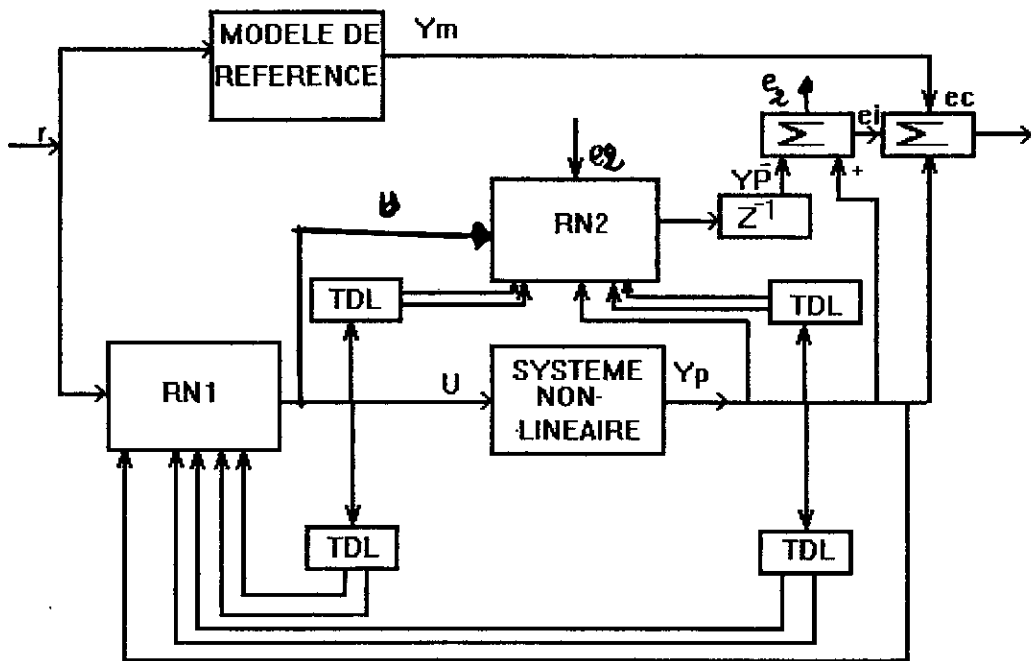 MODELE DE
REFERENCE
Ym
r
e2
ei
ec
Σ
Σ
e2
YP
-
+
U
RN2
Z-1
TDL
TDL
RN1
U
SYSTEME
NON-
LINEAIRE
Yp
TDL
TDL